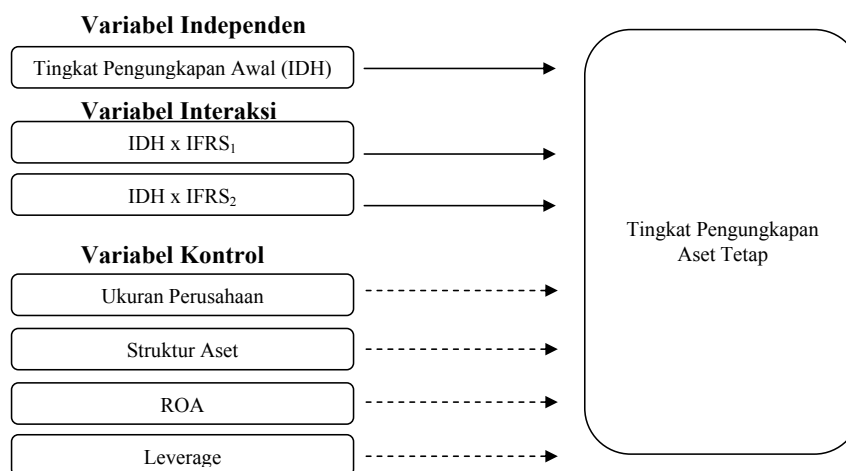 Variabel Independen
Tingkat Pengungkapan Awal (IDH)
Variabel Interaksi
IDH x IFRS₁
IDH x IFRS₂
Variabel Kontrol
Ukuran Perusahaan
Struktur Aset
ROA
Leverage
Tingkat Pengungkapan
Aset Tetap